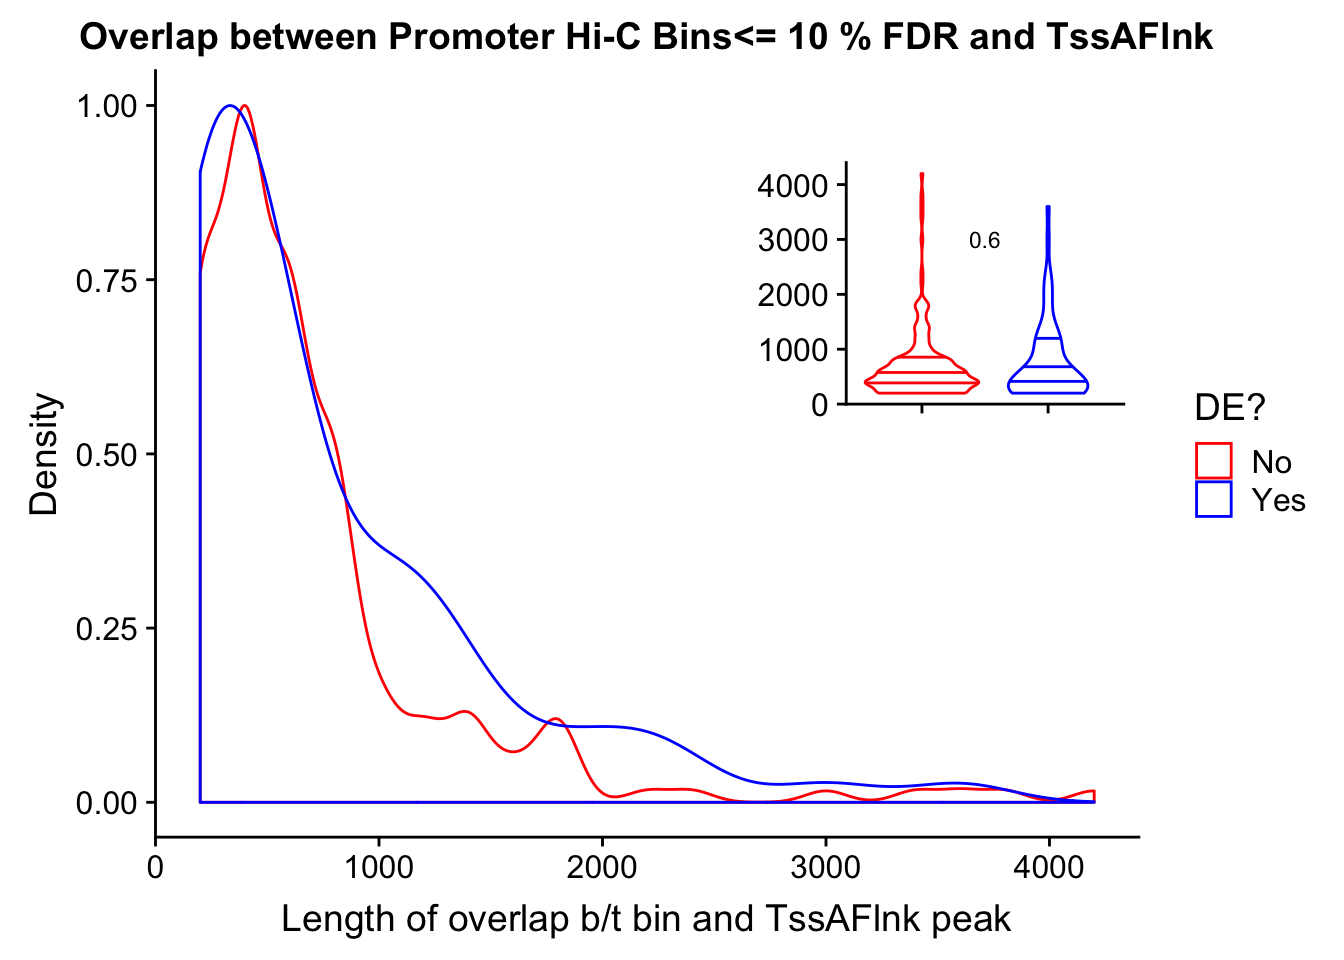 Overlap between Promoter Hi-C Bins<= 10 % FDR and TssAFlnk
1.00
0.75
0.50
0.25
0.00
Density
0
1000
2000
3000
4000
Length of overlap b/t bin and TssAFlnk peak
4000
3000
2000
1000
0
0.6
DE?
No
Yes